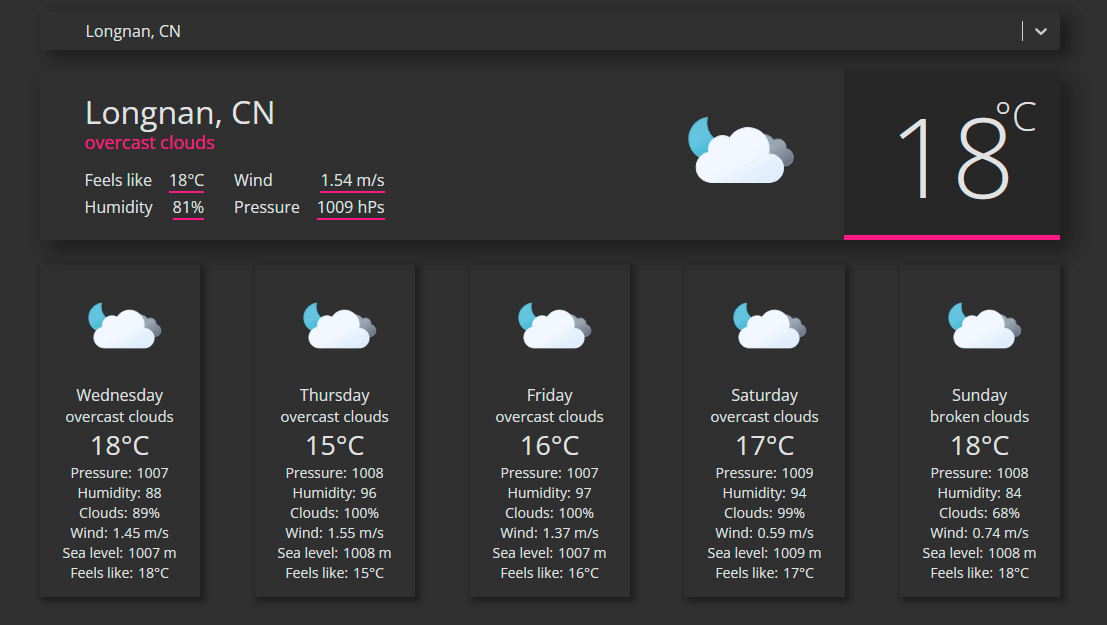 Longnan, CN
Longnan, CN
overcast clouds
Feels like 18°C Wind 1.54 m/s
Humidity 81% Pressure 1009 hPs
18°C
Wednesday
overcast clouds
18°C
Pressure: 1007
Humidity: 88
Clouds: 89%
Wind: 1.45 m/s
Sea level: 1007 m
Feels like: 18°C
Thursday
overcast clouds
15°C
Pressure: 1008
Humidity: 96
Clouds: 100%
Wind: 1.55 m/s
Sea level: 1008 m
Feels like: 15°C
Friday
overcast clouds
16°C
Pressure: 1007
Humidity: 97
Clouds: 100%
Wind: 1.37 m/s
Sea level: 1007 m
Feels like: 16°C
Saturday
overcast clouds
17°C
Pressure: 1009
Humidity: 94
Clouds: 99%
Wind: 0.59 m/s
Sea level: 1009 m
Feels like: 17°C
Sunday
broken clouds
18°C
Pressure: 1008
Humidity: 84
Clouds: 68%
Wind: 0.74 m/s
Sea level: 1008 m
Feels like: 18°C